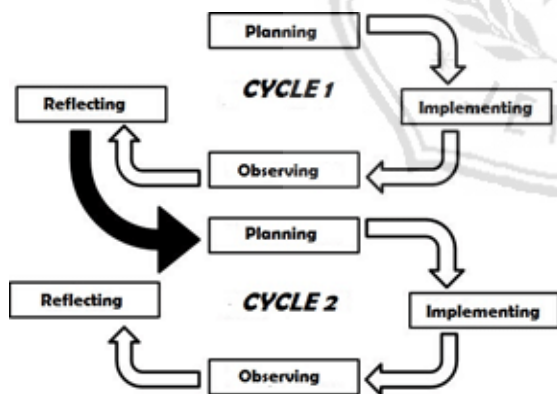 Planning
CYCLE 1
Reflecting
Implementing
Observing
Planning
CYCLE 2
Reflecting
Implementing
Observing